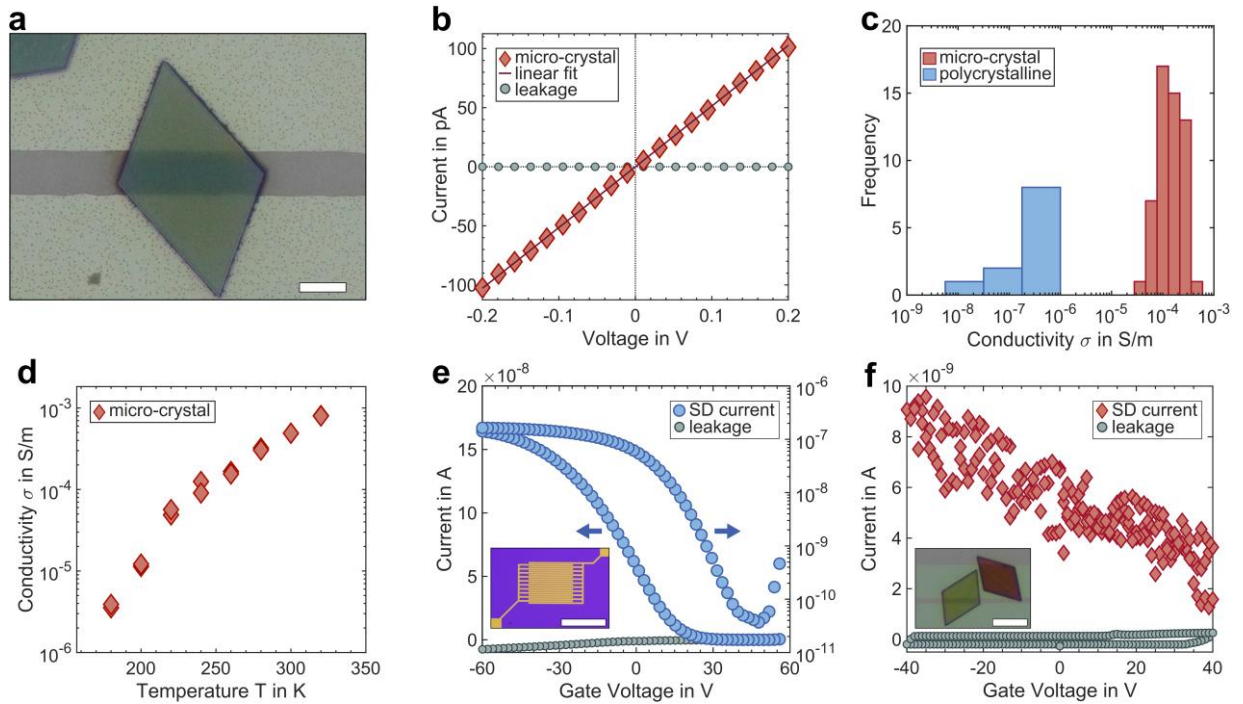 a
b
100
50
0
-50
-100
Current in pA
micro-crystal
linear fit
leakage
-0.2 -0.1 0 0.1 0.2
Voltage in V
c
20
15
10
5
0
Frequency
micro-crystal
polycrystalline
10⁻⁹ 10⁻⁸ 10⁻⁷ 10⁻⁶ 10⁻⁵ 10⁻⁴ 10⁻³
Conductivity σ in S/m
d
10⁻³
10⁻⁴
10⁻⁵
10⁻⁶
Conductivity σ in S/m
micro-crystal
200 250 300 350
Temperature T in K
e
×10⁻⁸
20
15
10
5
0
Current in A
SD current
leakage
10⁻⁶
10⁻⁷
10⁻⁸
10⁻⁹
10⁻¹⁰
10⁻¹¹
-60 -30 0 30 60
Gate Voltage in V
f
×10⁻⁹
10
8
6
4
2
0
Current in A
SD current
leakage
-40 -20 0 20 40
Gate Voltage in V